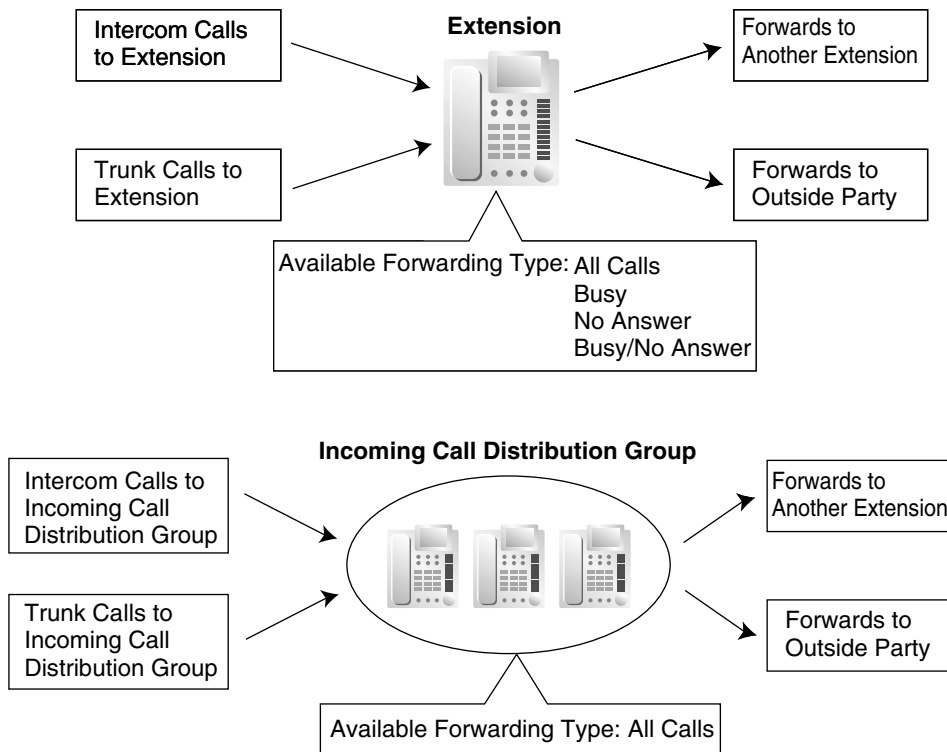 Extension
Intercom Calls
to Extension
Trunk Calls to
Extension
Forwards to
Another Extension
Forwards to
Outside Party
Available Forwarding Type: All Calls
Busy
No Answer
Busy/No Answer
Incoming Call Distribution Group
Intercom Calls to
Incoming Call
Distribution Group
Trunk Calls to
Incoming Call
Distribution Group
Forwards to
Another Extension
Forwards to
Outside Party
Available Forwarding Type: All Calls